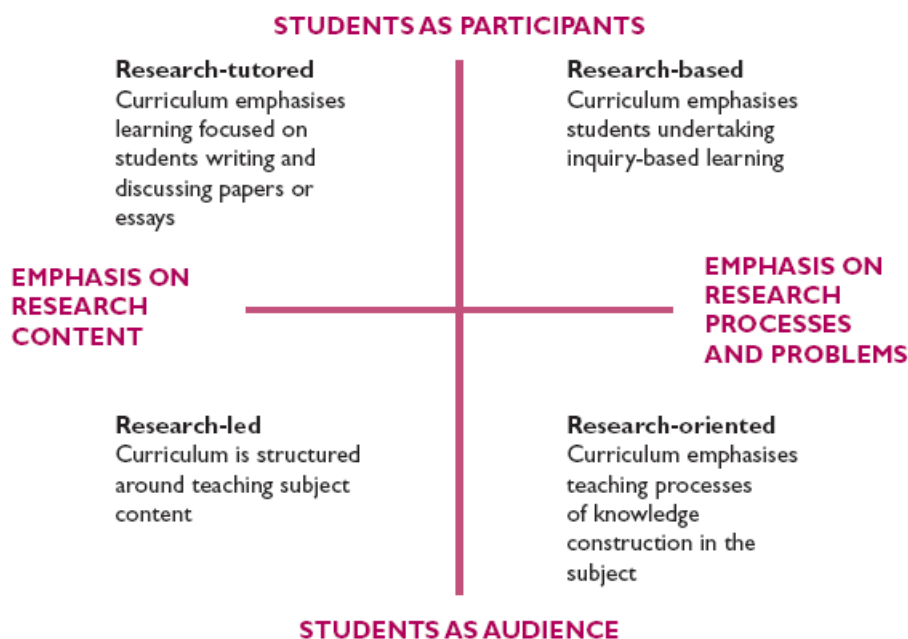 STUDENTS AS PARTICIPANTS
Research-tutored
Curriculum emphasises
learning focused on
students writing and
discussing papers or
essays
Research-based
Curriculum emphasises
students undertaking
inquiry-based learning
EMPHASIS ON
RESEARCH
CONTENT
EMPHASIS ON
RESEARCH
PROCESSES
AND PROBLEMS
Research-led
Curriculum is structured
around teaching subject
content
Research-oriented
Curriculum emphasises
teaching processes
of knowledge
construction in the
subject
STUDENTS AS AUDIENCE